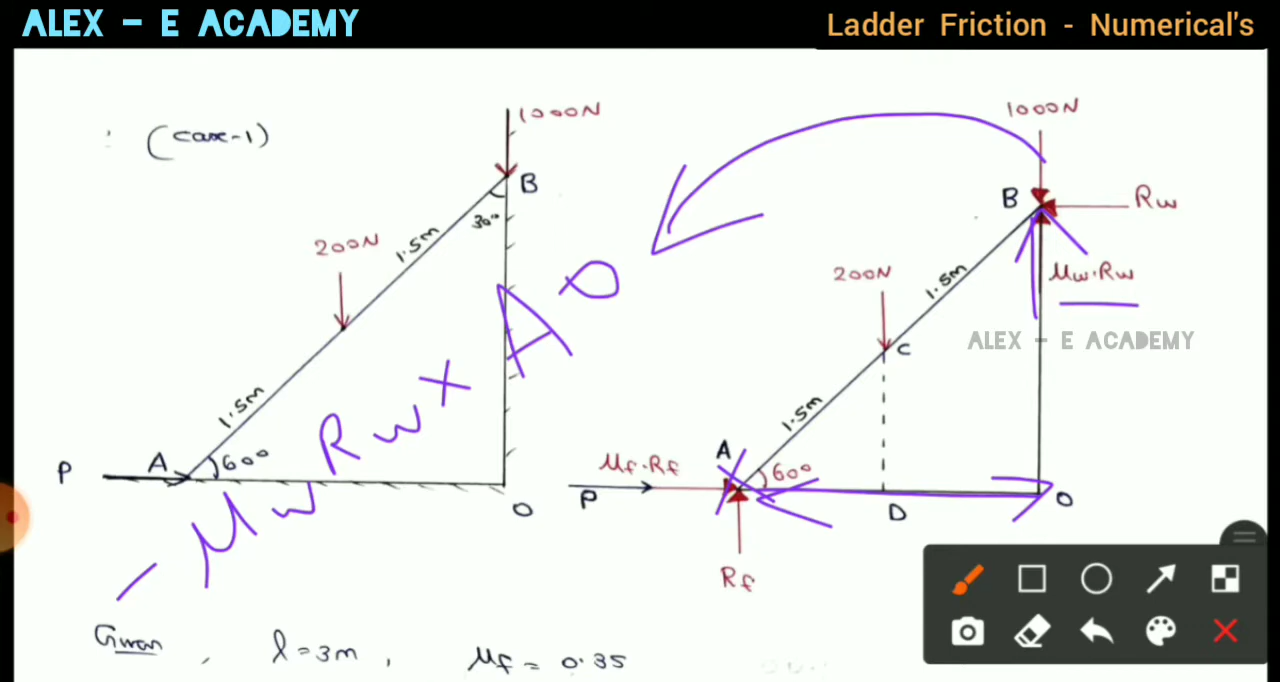 ALEX - E ACADEMY
Ladder Friction - Numerical's
(case-1)
1000N
B
30°
200N
1.5m
1.5m
P
A
60°
O
1000N
B
Rw
μw.Rw
200N
1.5m
C
ALEX - E ACADEMY
1.5m
A
μf.Rf
60°
P
D
O
Rf
- μw Rw x AO
Given , l = 3m , μf = 0.35